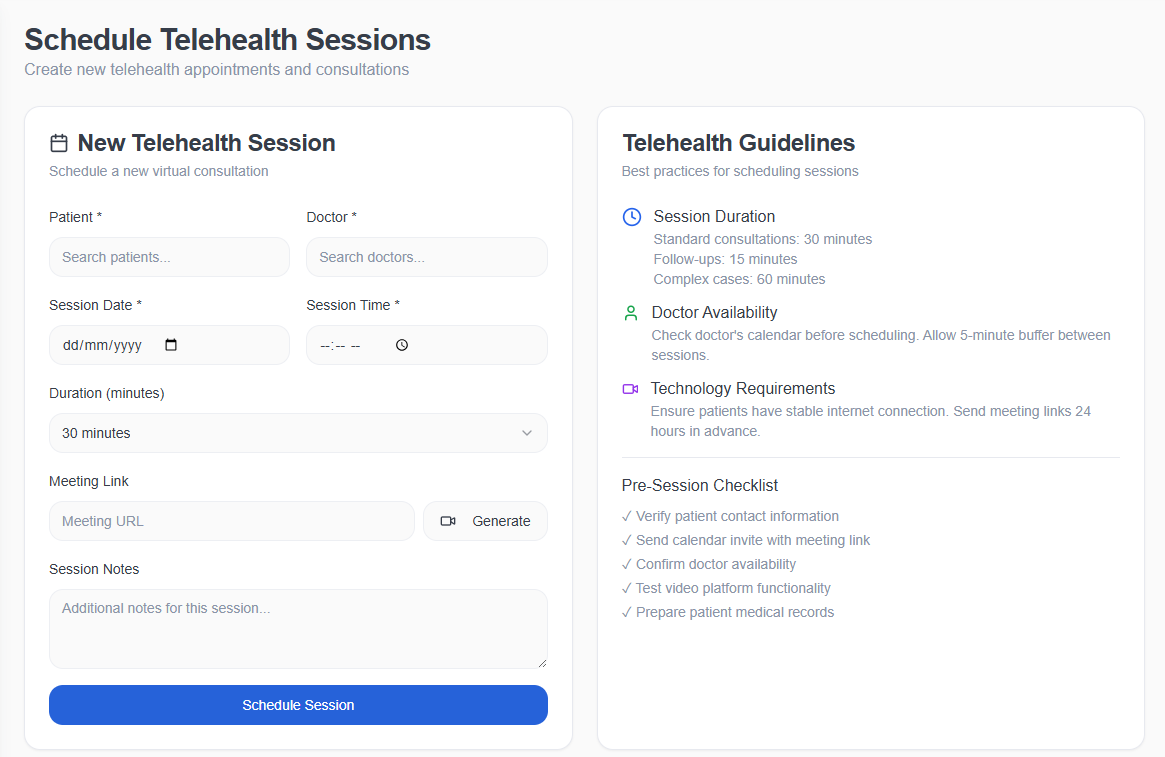 Schedule Telehealth Sessions
Create new telehealth appointments and consultations
New Telehealth Session
Schedule a new virtual consultation
Patient * Doctor *
Search patients... Search doctors...
Session Date * Session Time *
dd/mm/yyyy --:-- --
Duration (minutes)
30 minutes
Meeting Link
Meeting URL Generate
Session Notes
Additional notes for this session...
Schedule Session
Telehealth Guidelines
Best practices for scheduling sessions
Session Duration
Standard consultations: 30 minutes
Follow-ups: 15 minutes
Complex cases: 60 minutes
Doctor Availability
Check doctor's calendar before scheduling. Allow 5-minute buffer between
sessions.
Technology Requirements
Ensure patients have stable internet connection. Send meeting links 24
hours in advance.
Pre-Session Checklist
✓ Verify patient contact information
✓ Send calendar invite with meeting link
✓ Confirm doctor availability
✓ Test video platform functionality
✓ Prepare patient medical records